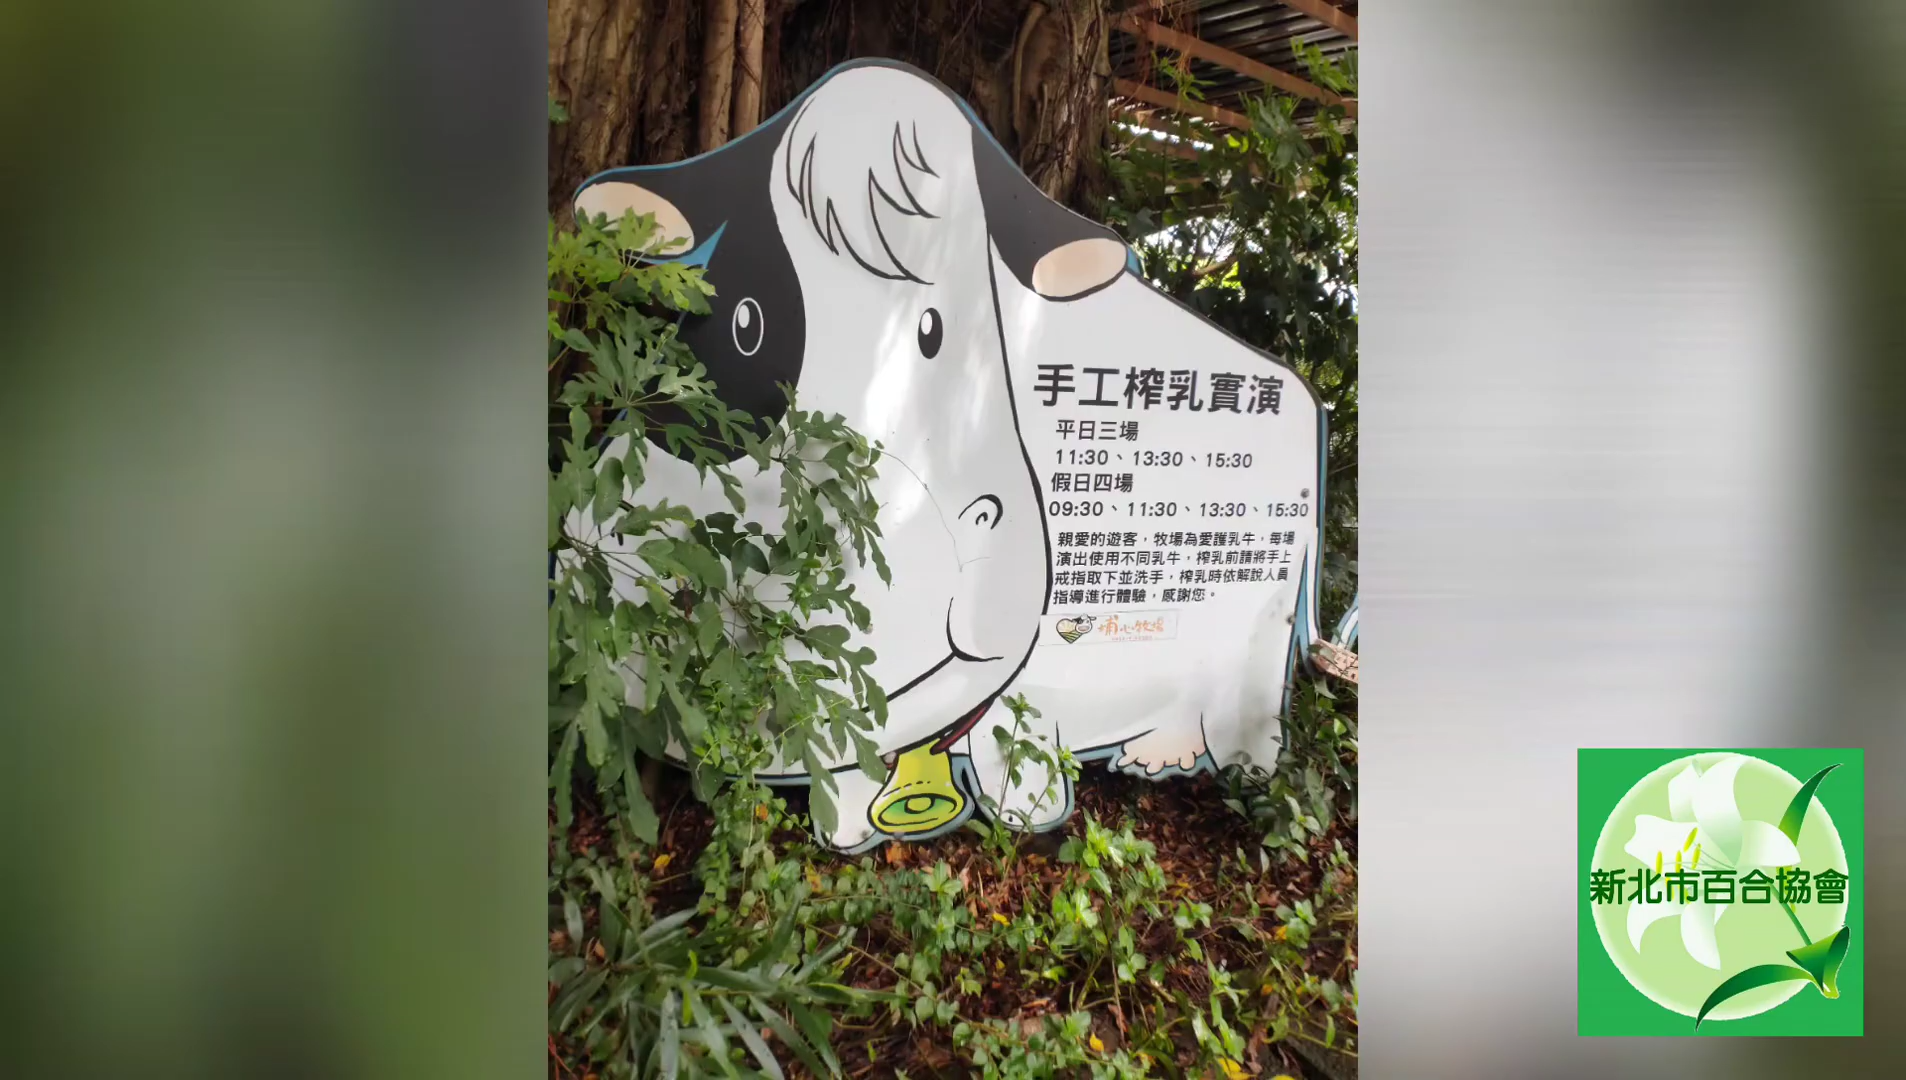 手工榨乳實演
平日三場
11:30、13:30、15:30
假日四場
09:30、11:30、13:30、15:30
親愛的遊客，牧場為愛護乳牛，每場
演出使用不同乳牛，榨乳前請將手上
戒指取下並洗手，榨乳時依解說人員
指導進行體驗，感謝您。
埔心牧場
新北市百合協會